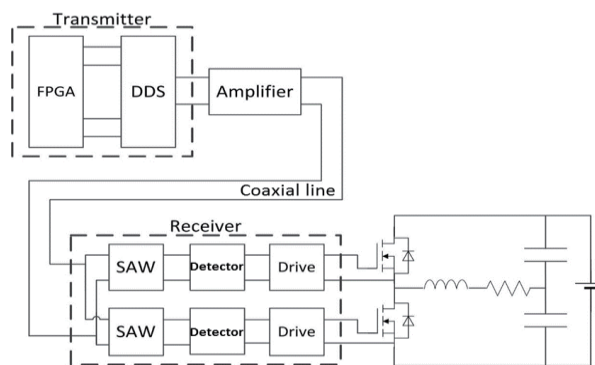 Transmitter
FPGA
DDS
Amplifier
Coaxial line
Receiver
SAW
Detector
Drive
SAW
Detector
Drive